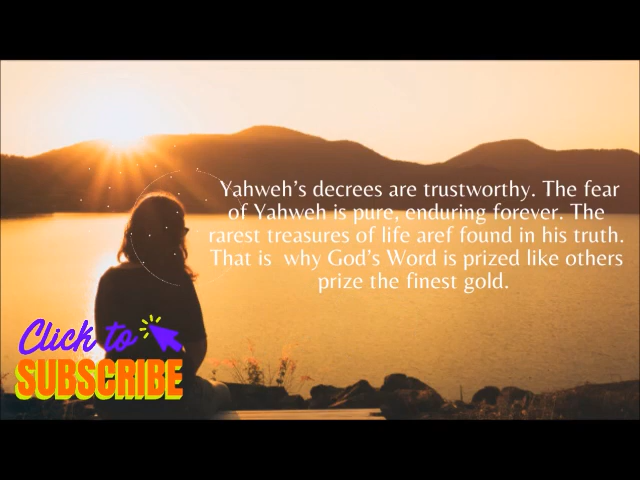 Yahweh’s decrees are trustworthy. The fear
of Yahweh is pure, enduring forever. The
rarest treasures of life aref found in his truth.
That is  why God’s Word is prized like others
prize the finest gold.
Click to
SUBSCRIBE